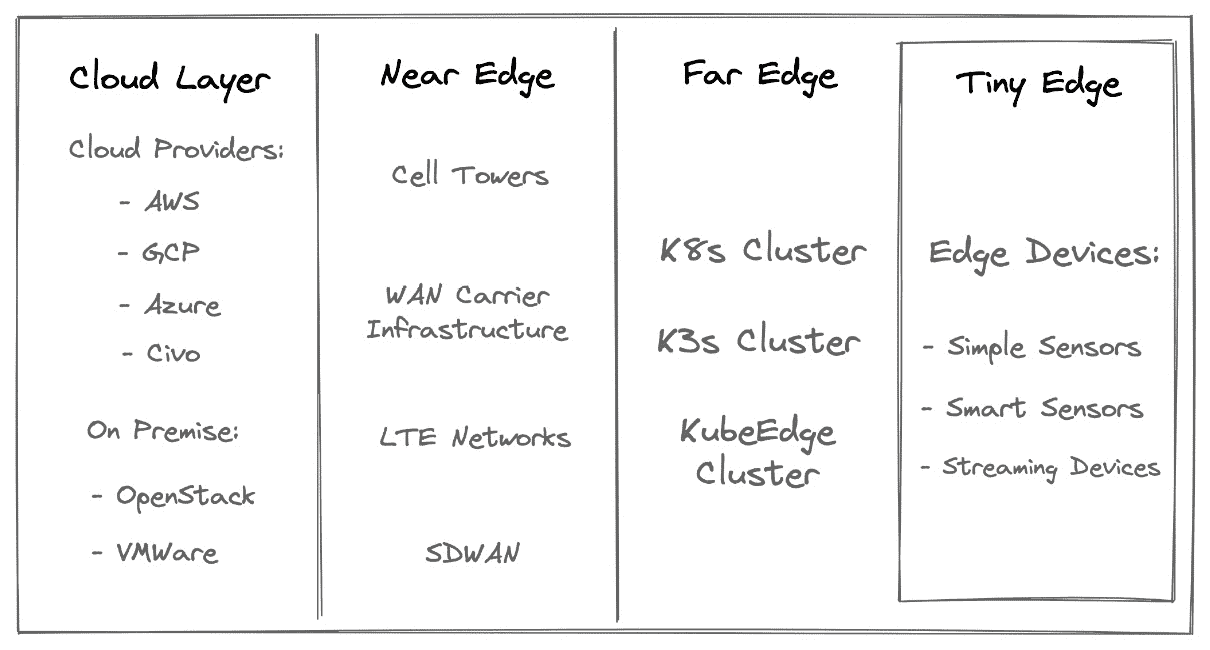 Cloud Layer
Cloud Providers:
- AWS
- GCP
- Azure
- Civo
On Premise:
- OpenStack
- VMWare
Near Edge
Cell Towers
WAN Carrier
Infrastructure
LTE Networks
SDWAN
Far Edge
K8s Cluster
K3s Cluster
KubeEdge
Cluster
Tiny Edge
Edge Devices:
- Simple Sensors
- Smart Sensors
- Streaming Devices